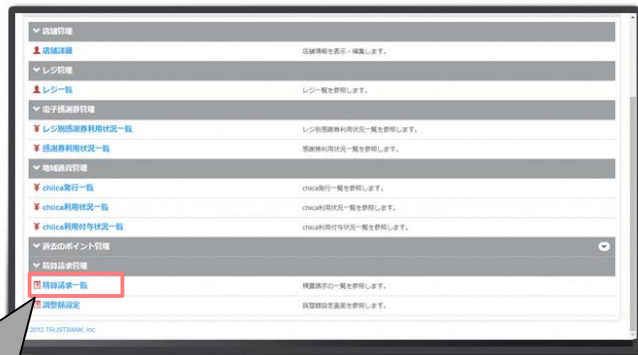 店舗管理
店舗詳細 店舗情報を表示・編集します。
レジ管理
レジ一覧 レジ一覧を参照します。
電子感謝券管理
レジ別感謝券利用状況一覧 レジ別感謝券利用状況一覧を参照します。
感謝券利用状況一覧 感謝券利用状況一覧を参照します。
地域通貨管理
chiica発行一覧 chiica発行一覧を参照します。
chiica利用状況一覧 chiica利用状況一覧を参照します。
chiica利用付与状況一覧 chiica利用付与状況一覧を参照します。
過去のポイント管理
精算請求管理
精算請求一覧 精算請求の一覧を参照します。
調整額設定 調整額設定画面を参照します。
2012 TRUSTBANK, Inc.